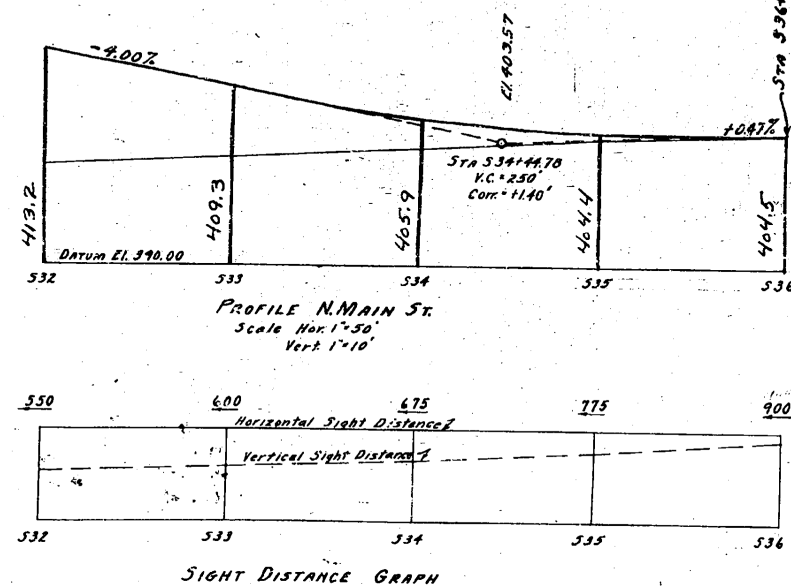 -4.00%
El. 403.57
STA 536+
+0.47%
STA 534+44.78
V.C. = 250'
Corr. = +1.40'
413.2
409.3
405.9
404.4
404.5
DATUM El. 390.00
532 533 534 535 536
PROFILE N. MAIN ST.
Scale Hor. 1"=50'
Vert. 1"=10'
550 600 675 775 900
Horizontal Sight Distance
Vertical Sight Distance
532 533 534 535 536
SIGHT DISTANCE GRAPH